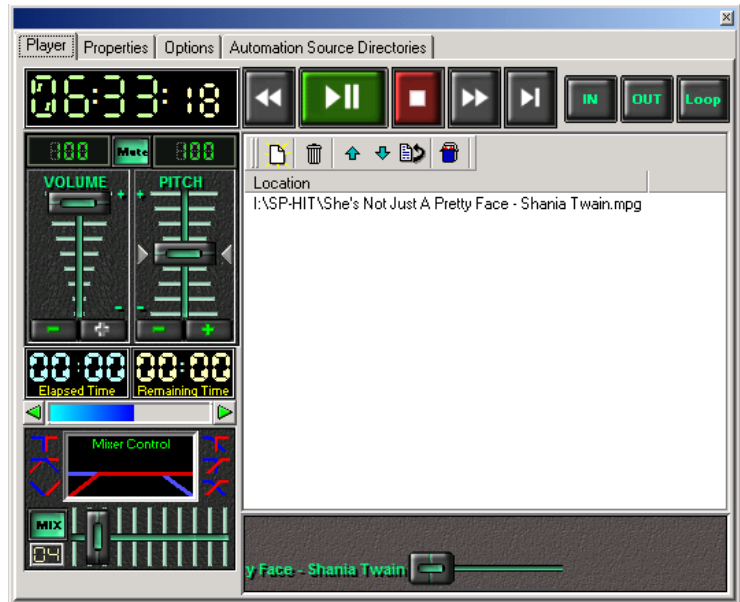 Player Properties Options Automation Source Directories
06:33:18
IN OUT Loop
100 Mute 100
VOLUME PITCH
Location
I:\SP-HIT\She's Not Just A Pretty Face - Shania Twain.mpg
00:00 00:00
Elapsed Time Remaining Time
Mixer Control
MIX
04
y Face - Shania Twain